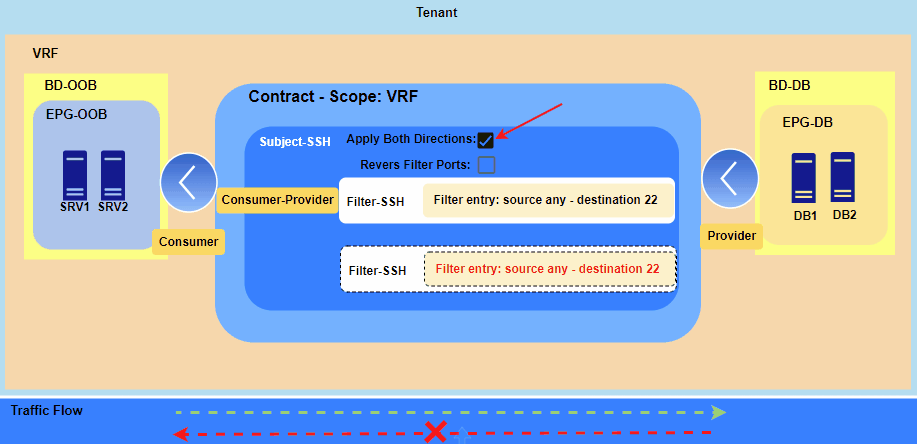 Tenant
VRF
BD-OOB
EPG-OOB
SRV1 SRV2
Consumer
Contract - Scope: VRF
Subject-SSH
Apply Both Directions:
Revers Filter Ports:
Consumer-Provider
Filter-SSH
Filter entry: source any - destination 22
Filter-SSH
Filter entry: source any - destination 22
BD-DB
EPG-DB
DB1 DB2
Provider
Traffic Flow